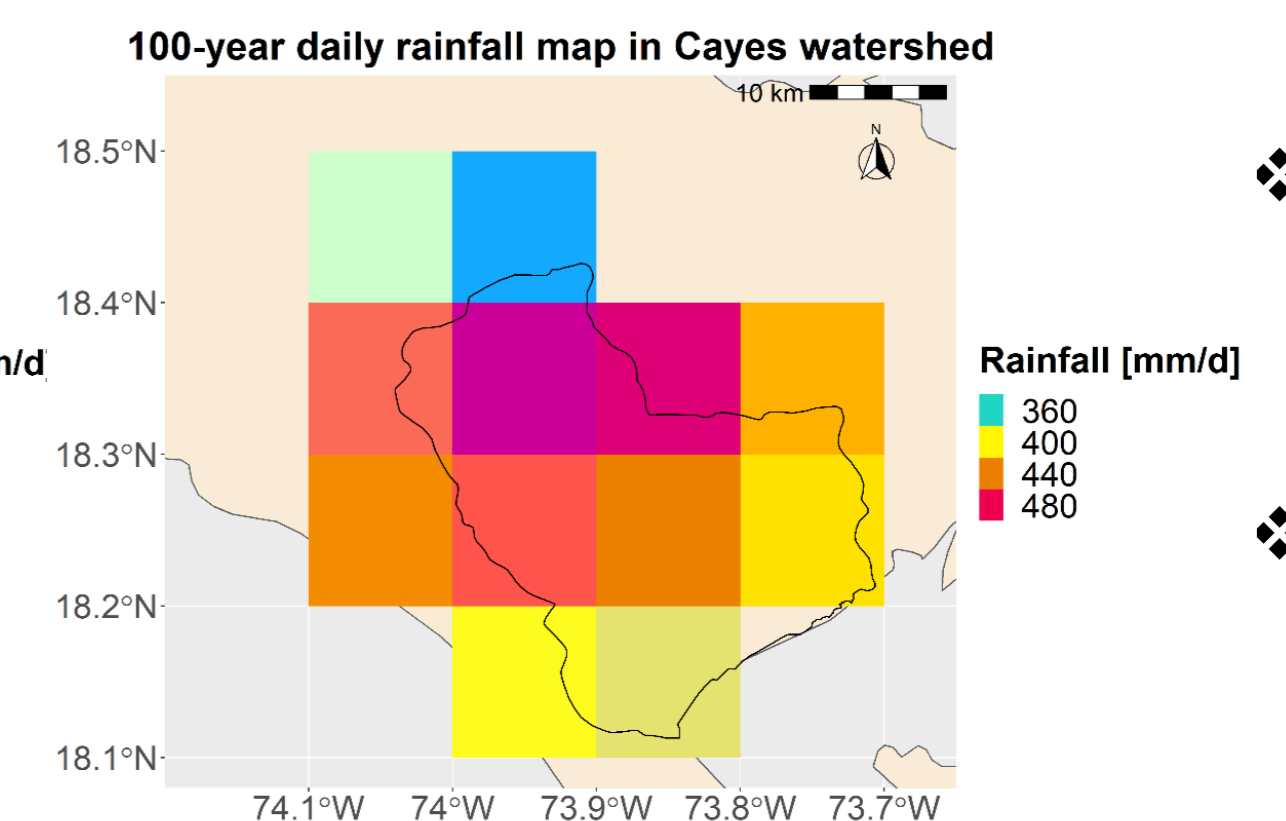 100-year daily rainfall map in Cayes watershed
10 km
N
18.5°N
18.4°N
18.3°N
18.2°N
18.1°N
74.1°W 74°W 73.9°W 73.8°W 73.7°W
Rainfall [mm/d]
360
400
440
480